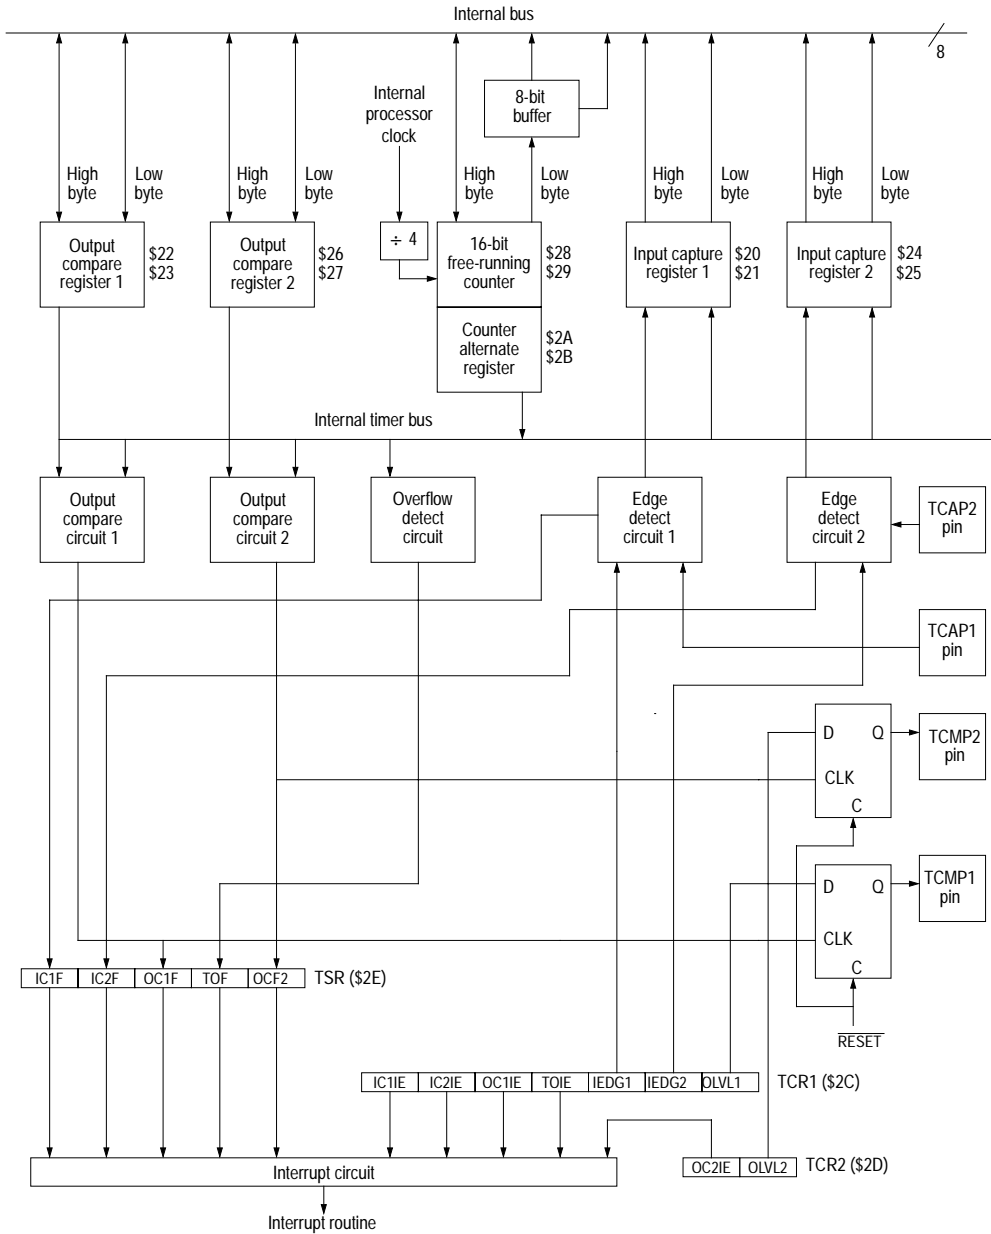 Internal bus
8
Internal
processor
clock
8-bit
buffer
High
byte
Low
byte
High
byte
Low
byte
High
byte
Low
byte
High
byte
Low
byte
High
byte
Low
byte
Output
compare
register 1
$22
$23
Output
compare
register 2
$26
$27
÷ 4
16-bit
free-running
counter
$28
$29
Input capture
register 1
$20
$21
Input capture
register 2
$24
$25
Counter
alternate
register
$2A
$2B
Internal timer bus
Output
compare
circuit 1
Output
compare
circuit 2
Overflow
detect
circuit
Edge
detect
circuit 1
Edge
detect
circuit 2
TCAP2
pin
TCAP1
pin
D Q
CLK
C
TCMP2
pin
D Q
CLK
C
TCMP1
pin
RESET
IC1F IC2F OC1F TOF OCF2 TSR ($2E)
IC1IE IC2IE OC1IE TOIE IEDG1 IEDG2 OLVL1 TCR1 ($2C)
OC2IE OLVL2 TCR2 ($2D)
Interrupt circuit
Interrupt routine